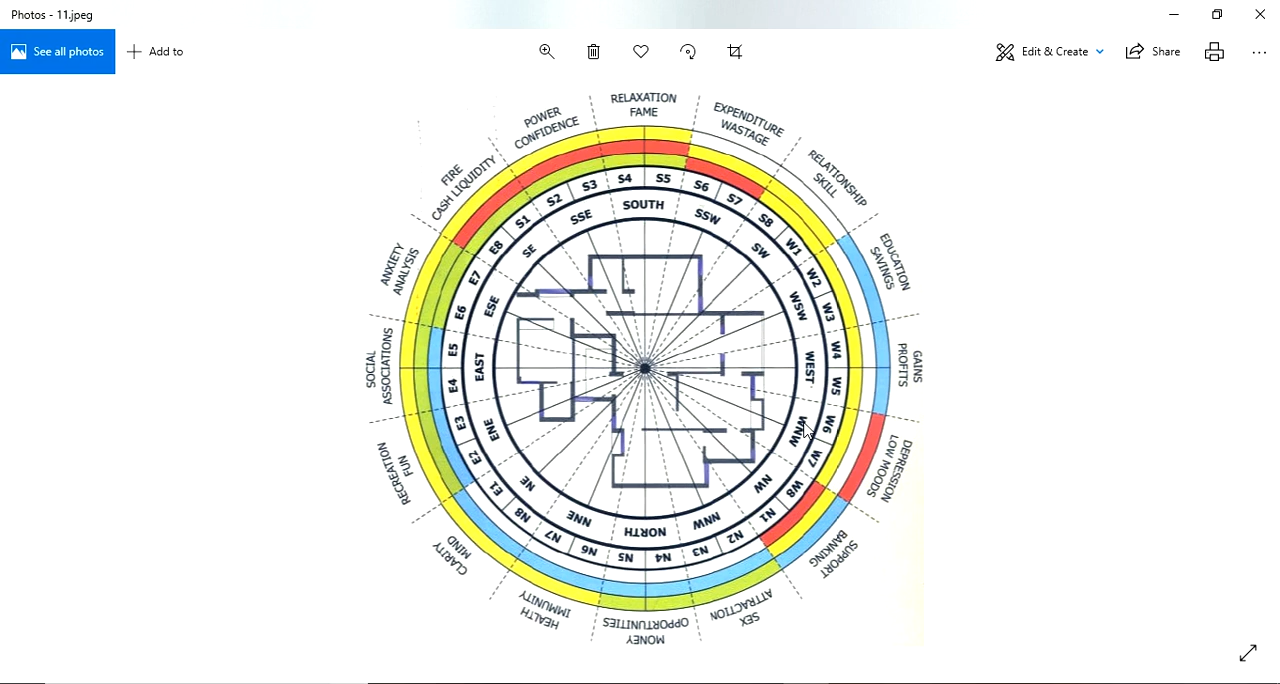 Photos - 11.jpeg
See all photos
Add to
Edit & Create
Share
RELAXATION
FAME
EXPENDITURE
WASTAGE
RELATIONSHIP
SKILL
EDUCATION
SAVINGS
GAINS
PROFITS
DEPRESSION
LOW MOODS
SUPPORT
BANKING
SEX
ATTRACTION
MONEY
OPPORTUNITIES
HEALTH
IMMUNITY
CLARITY
MIND
RECREATION
FUN
SOCIAL
ASSOCIATIONS
ANXIETY
ANALYSIS
FIRE
CASH LIQUIDITY
POWER
CONFIDENCE
S1 S2 S3 S4 S5 S6 S7 S8
W1 W2 W3 W4 W5 W6 W7 W8
N1 N2 N3 N4 N5 N6 N7 N8
E1 E2 E3 E4 E5 E6 E7 E8
SOUTH
SSW
SW
WSW
WEST
WNW
NW
NNW
NORTH
NNE
NE
ENE
EAST
ESE
SE
SSE